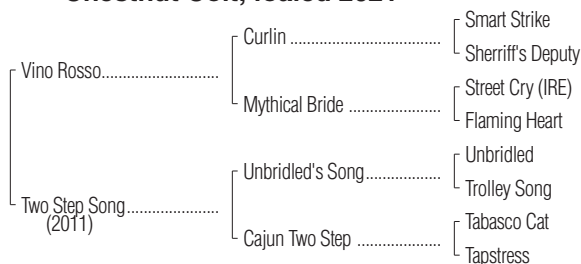 Chestnut Colt; foaled 2021
Smart Strike
Curlin
Sherriff's Deputy
Vino Rosso
Street Cry (IRE)
Mythical Bride
Flaming Heart
Unbridled
Unbridled's Song
Trolley Song
Two Step Song
(2011)
Tabasco Cat
Cajun Two Step
Tapstress